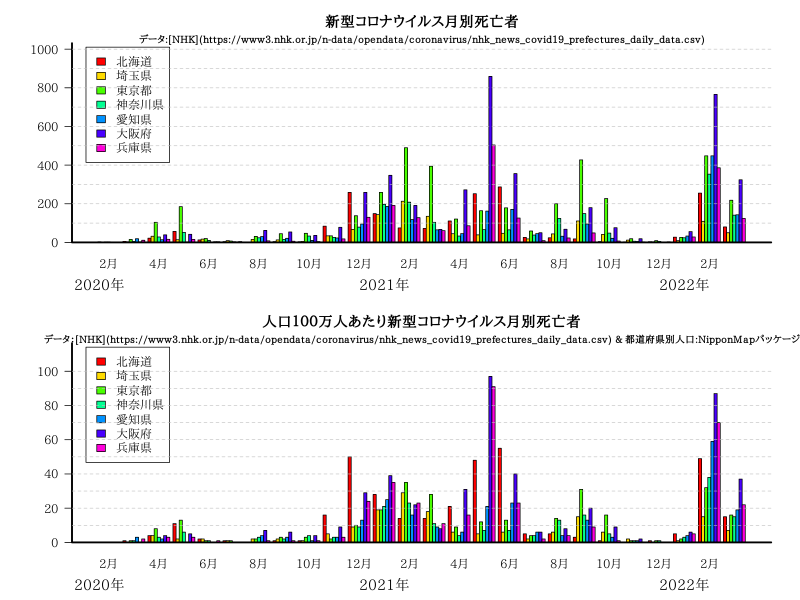 新型コロナウイルス月別死亡者
データ:[NHK](https://www3.nhk.or.jp/n-data/opendata/coronavirus/nhk_news_covid19_prefectures_daily_data.csv)
1000
800
600
400
200
0
北海道
埼玉県
東京都
神奈川県
愛知県
大阪府
兵庫県
2月 4月 6月 8月 10月 12月 2月 4月 6月 8月 10月 12月 2月
2020年 2021年 2022年
人口100万人あたり新型コロナウイルス月別死亡者
データ:[NHK](https://www3.nhk.or.jp/n-data/opendata/coronavirus/nhk_news_covid19_prefectures_daily_data.csv) & 都道府県別人口:NipponMapパッケージ
100
80
60
40
20
0
北海道
埼玉県
東京都
神奈川県
愛知県
大阪府
兵庫県
2月 4月 6月 8月 10月 12月 2月 4月 6月 8月 10月 12月 2月
2020年 2021年 2022年